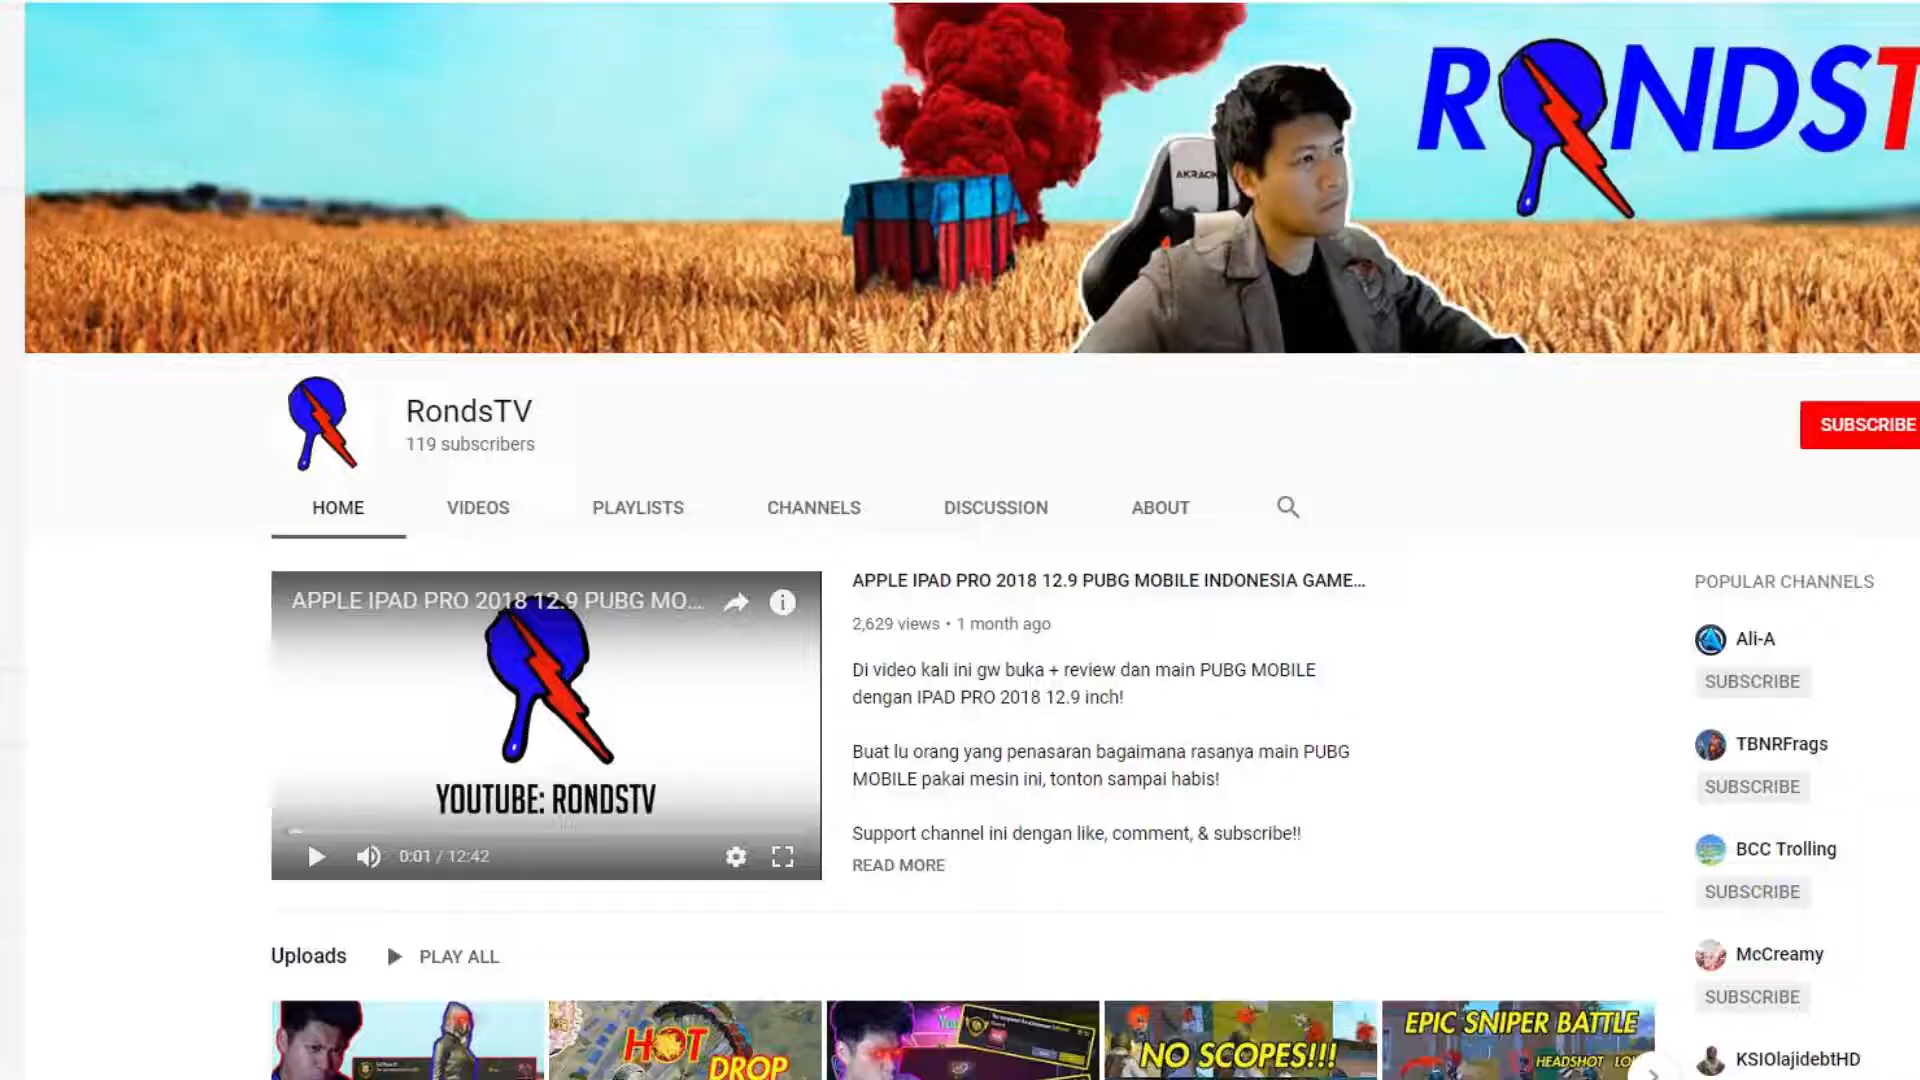 RONDST
AKRACIN
RondsTV
119 subscribers
SUBSCRIBE
HOME
VIDEOS
PLAYLISTS
CHANNELS
DISCUSSION
ABOUT
APPLE IPAD PRO 2018 12.9 PUBG MO...
YOUTUBE: RONDSTV
0:01 / 12:42
APPLE IPAD PRO 2018 12.9 PUBG MOBILE INDONESIA GAME...
2,629 views • 1 month ago
Di video kali ini gw buka + review dan main PUBG MOBILE
dengan IPAD PRO 2018 12.9 inch!
Buat lu orang yang penasaran bagaimana rasanya main PUBG
MOBILE pakai mesin ini, tonton sampai habis!
Support channel ini dengan like, comment, & subscribe!!
READ MORE
POPULAR CHANNELS
Ali-A
SUBSCRIBE
TBNRFrags
SUBSCRIBE
BCC Trolling
SUBSCRIBE
McCreamy
SUBSCRIBE
KSIOlajidebtHD
Uploads
PLAY ALL
HOT
DROP
You
NO SCOPES!!!
EPIC SNIPER BATTLE
HEADSHOT